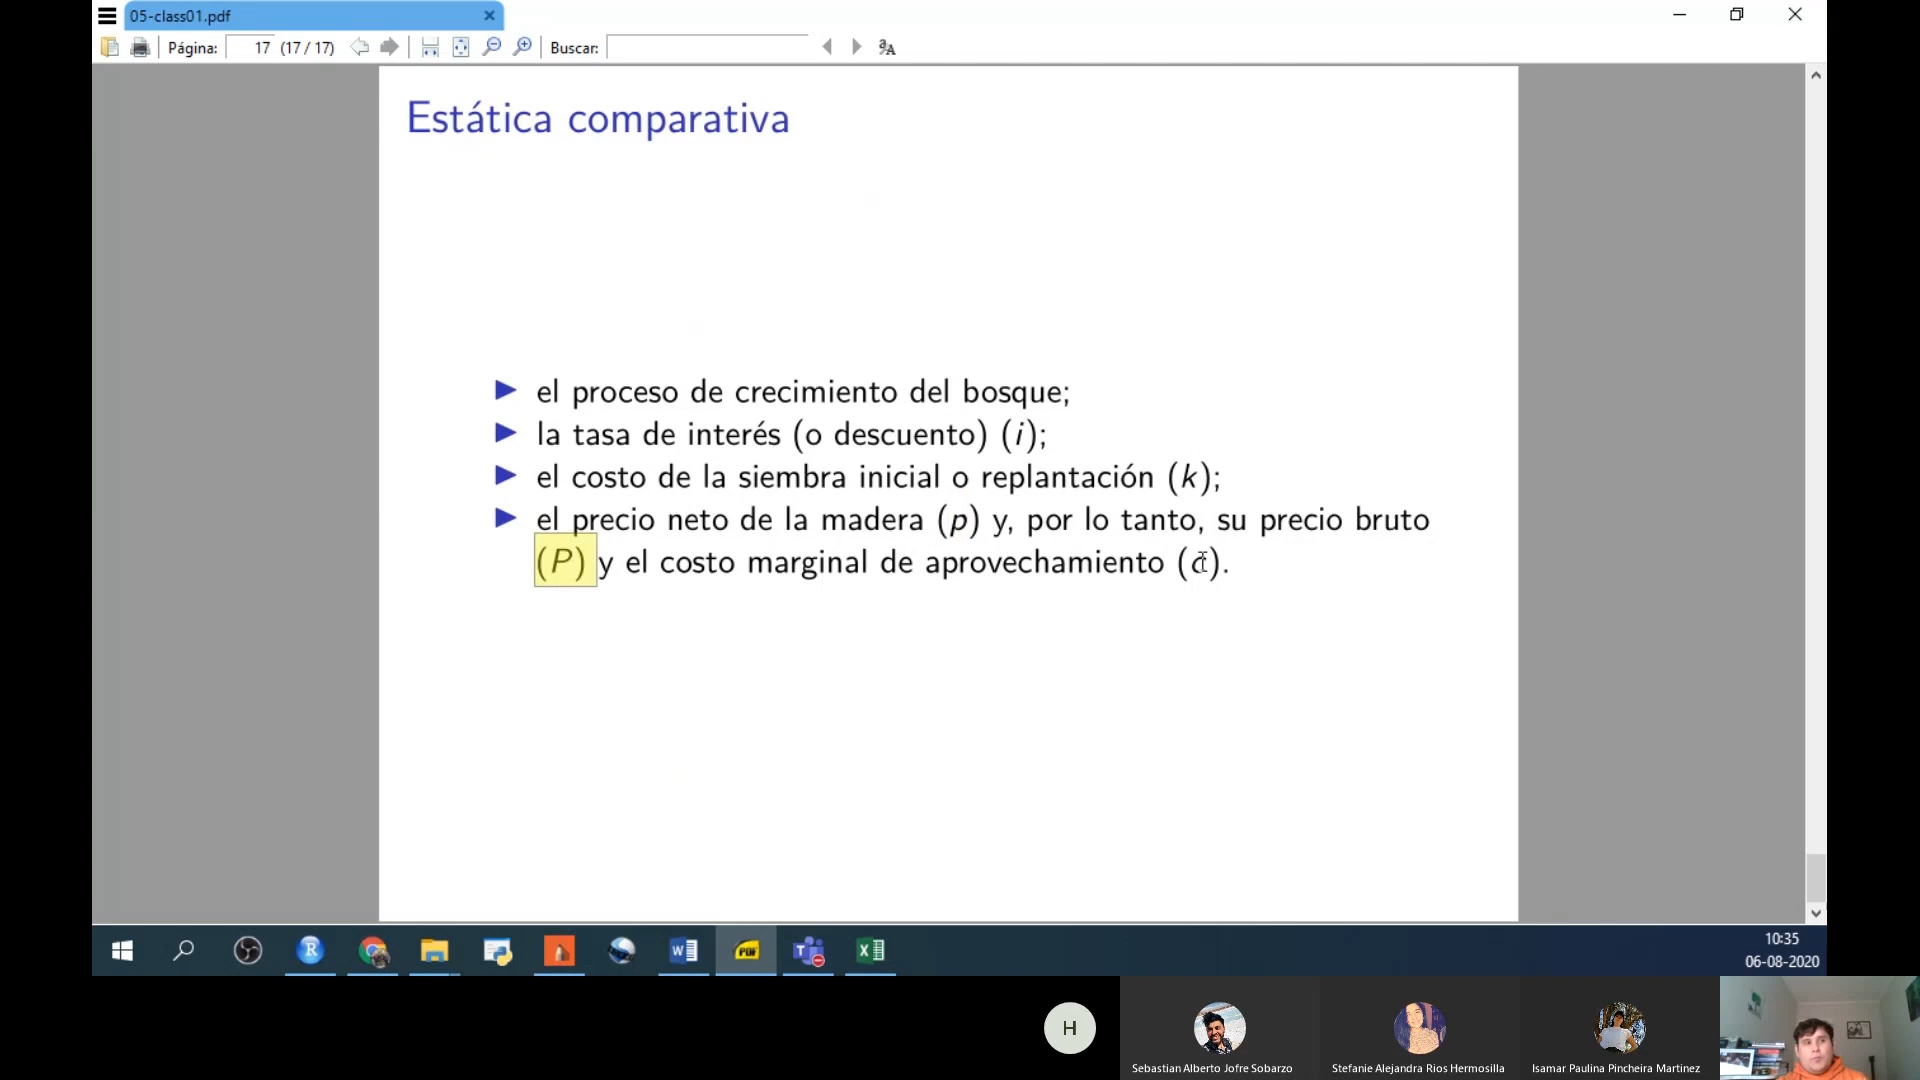 05-class01.pdf
Página: 17 (17 / 17) Buscar:
Estática comparativa
el proceso de crecimiento del bosque;
la tasa de interés (o descuento) (i);
el costo de la siembra inicial o replantación (k);
el precio neto de la madera (p) y, por lo tanto, su precio bruto
(P) y el costo marginal de aprovechamiento (c).
10:35
06-08-2020
H
Sebastian Alberto Jofre Sobarzo
Stefanie Alejandra Rios Hermosilla
Isamar Paulina Pincheira Martinez